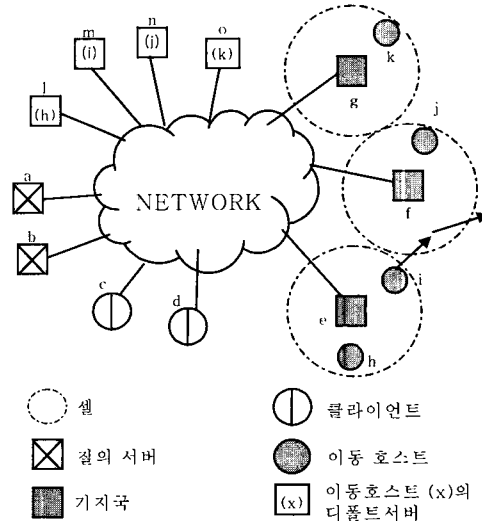 m
(i)
n
(j)
o
(k)
l
(h)
k
g
j
a
NETWORK
f
b
i
c
d
e
h
셀
클라이언트
질의 서버
이동 호스트
기지국
(x)
이동호스트 (x)의
디폴트서버